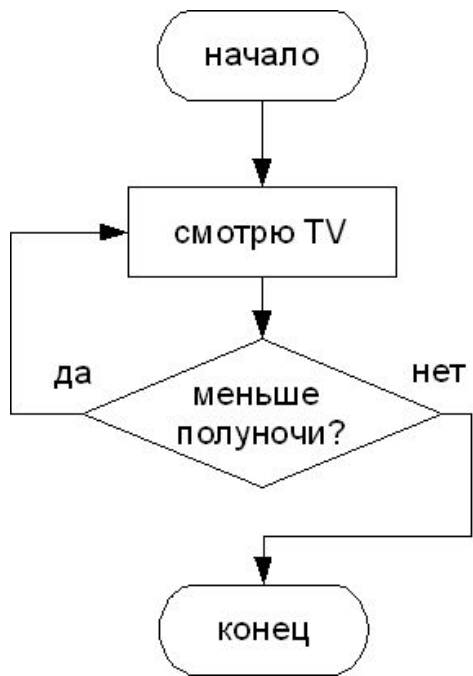 начало
смотрю TV
да
нет
меньше
полуночи?
конец